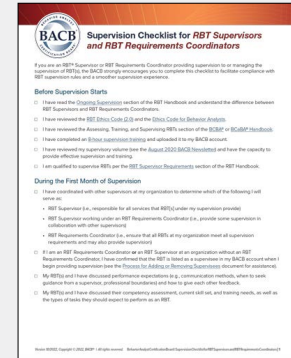 BACB
Supervision Checklist for RBT Supervisors
and RBT Requirements Coordinators
If you are an RBT® Supervisor or RBT Requirements Coordinator providing supervision to or managing the
supervision of RBT(s), the BACB strongly encourages you to complete this checklist to facilitate compliance with
RBT supervision rules and a smoother supervision experience.
Before Supervision Starts
I have read the Ongoing Supervision section of the RBT Handbook and understand the difference between
RBT Supervisors and RBT Requirements Coordinators.
I have reviewed the RBT Ethics Code (2.0) and the Ethics Code for Behavior Analysts.
I have reviewed the Assessing, Training, and Supervising RBTs section of the BCBA® or BCaBA® Handbook.
I have completed an 8-hour supervision training and uploaded it to my BACB account.
I have reviewed my supervisory volume (see the August 2020 BACB Newsletter) and have the capacity to
provide effective supervision and training.
I am qualified to supervise RBTs per the RBT Supervisor Requirements section of the RBT Handbook.
During the First Month of Supervision
I have coordinated with other supervisors at my organization to determine which of the following I will
serve as:
• RBT Supervisor (i.e., responsible for all services that RBT(s) under my supervision provide)
• RBT Supervisor working under an RBT Requirements Coordinator (i.e., provide some supervision in
collaboration with other supervisors)
• RBT Requirements Coordinator (i.e., ensure that all RBTs at my organization meet all supervision
requirements and may also provide supervision)
If I am an RBT Requirements Coordinator or an RBT Supervisor at an organization without an RBT
Requirements Coordinator, I have confirmed that the RBT is listed as a supervisee in my BACB account when I
begin providing supervision (see the Process for Adding or Removing Supervisees document for assistance).
My RBT(s) and I have discussed performance expectations (e.g., communication methods, when to seek
guidance from a supervisor, professional boundaries) and how to give each other feedback.
My RBT(s) and I have discussed their competency assessment, current skill set, and training needs, as well as
the types of tasks they should expect to perform as an RBT.